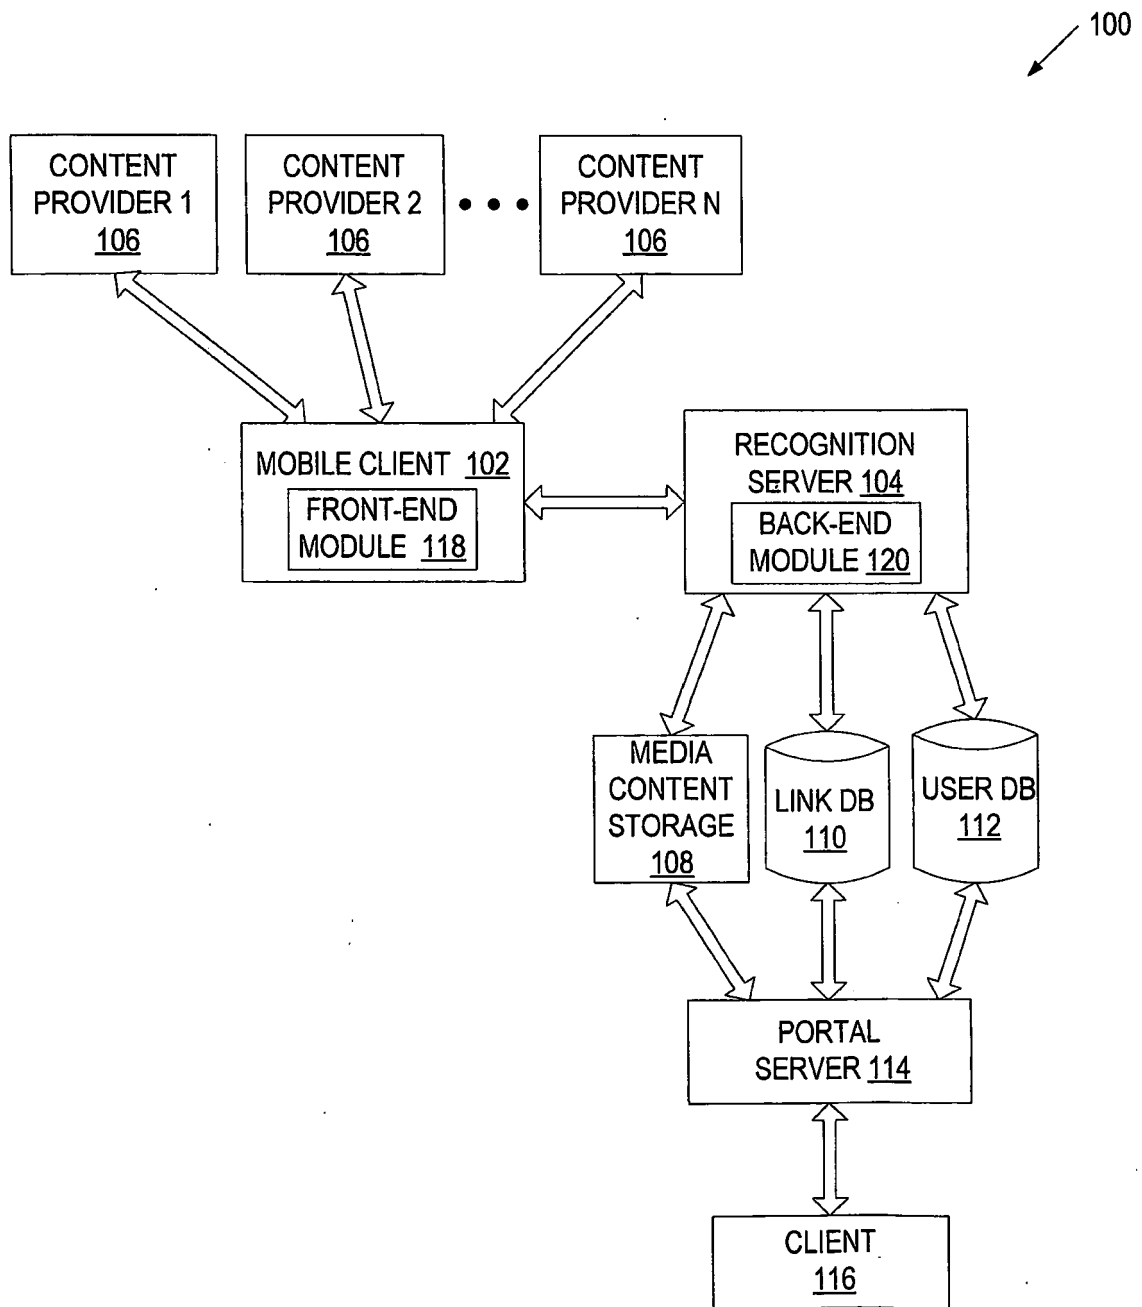 100
CONTENT
PROVIDER 1
106
CONTENT
PROVIDER 2
106
CONTENT
PROVIDER N
106
MOBILE CLIENT 102
FRONT-END
MODULE 118
RECOGNITION
SERVER 104
BACK-END
MODULE 120
MEDIA
CONTENT
STORAGE
108
LINK DB
110
USER DB
112
PORTAL
SERVER 114
CLIENT
116